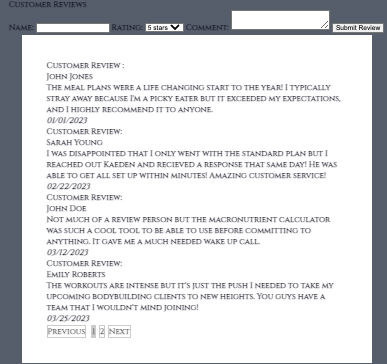 Customer Reviews
Name: Rating: 5 stars Comment: Submit Review
Customer Review :
John Jones
The meal plans were a life changing start to the year! I typically
stray away because I'm a picky eater but it exceeded my expectations,
and I highly recommend it to anyone.
01/01/2023
Customer Review:
Sarah Young
I was disappointed that I only went with the standard plan but I
reached out Kaeden and recieved a response that same day! He was
able to get all set up within minutes! Amazing customer service!
02/22/2023
Customer Review:
John Doe
Not much of a review person but the macronutrient calculator
was such a cool tool to be able to use before committing to
anything. It gave me a much needed wake up call.
03/12/2023
Customer Review:
Emily Roberts
The workouts are intense but it's just the push I needed to take my
upcoming bodybuilding clients to new heights. You guys have a
team that I wouldn't mind joining!
03/25/2023
Previous 1 2 Next